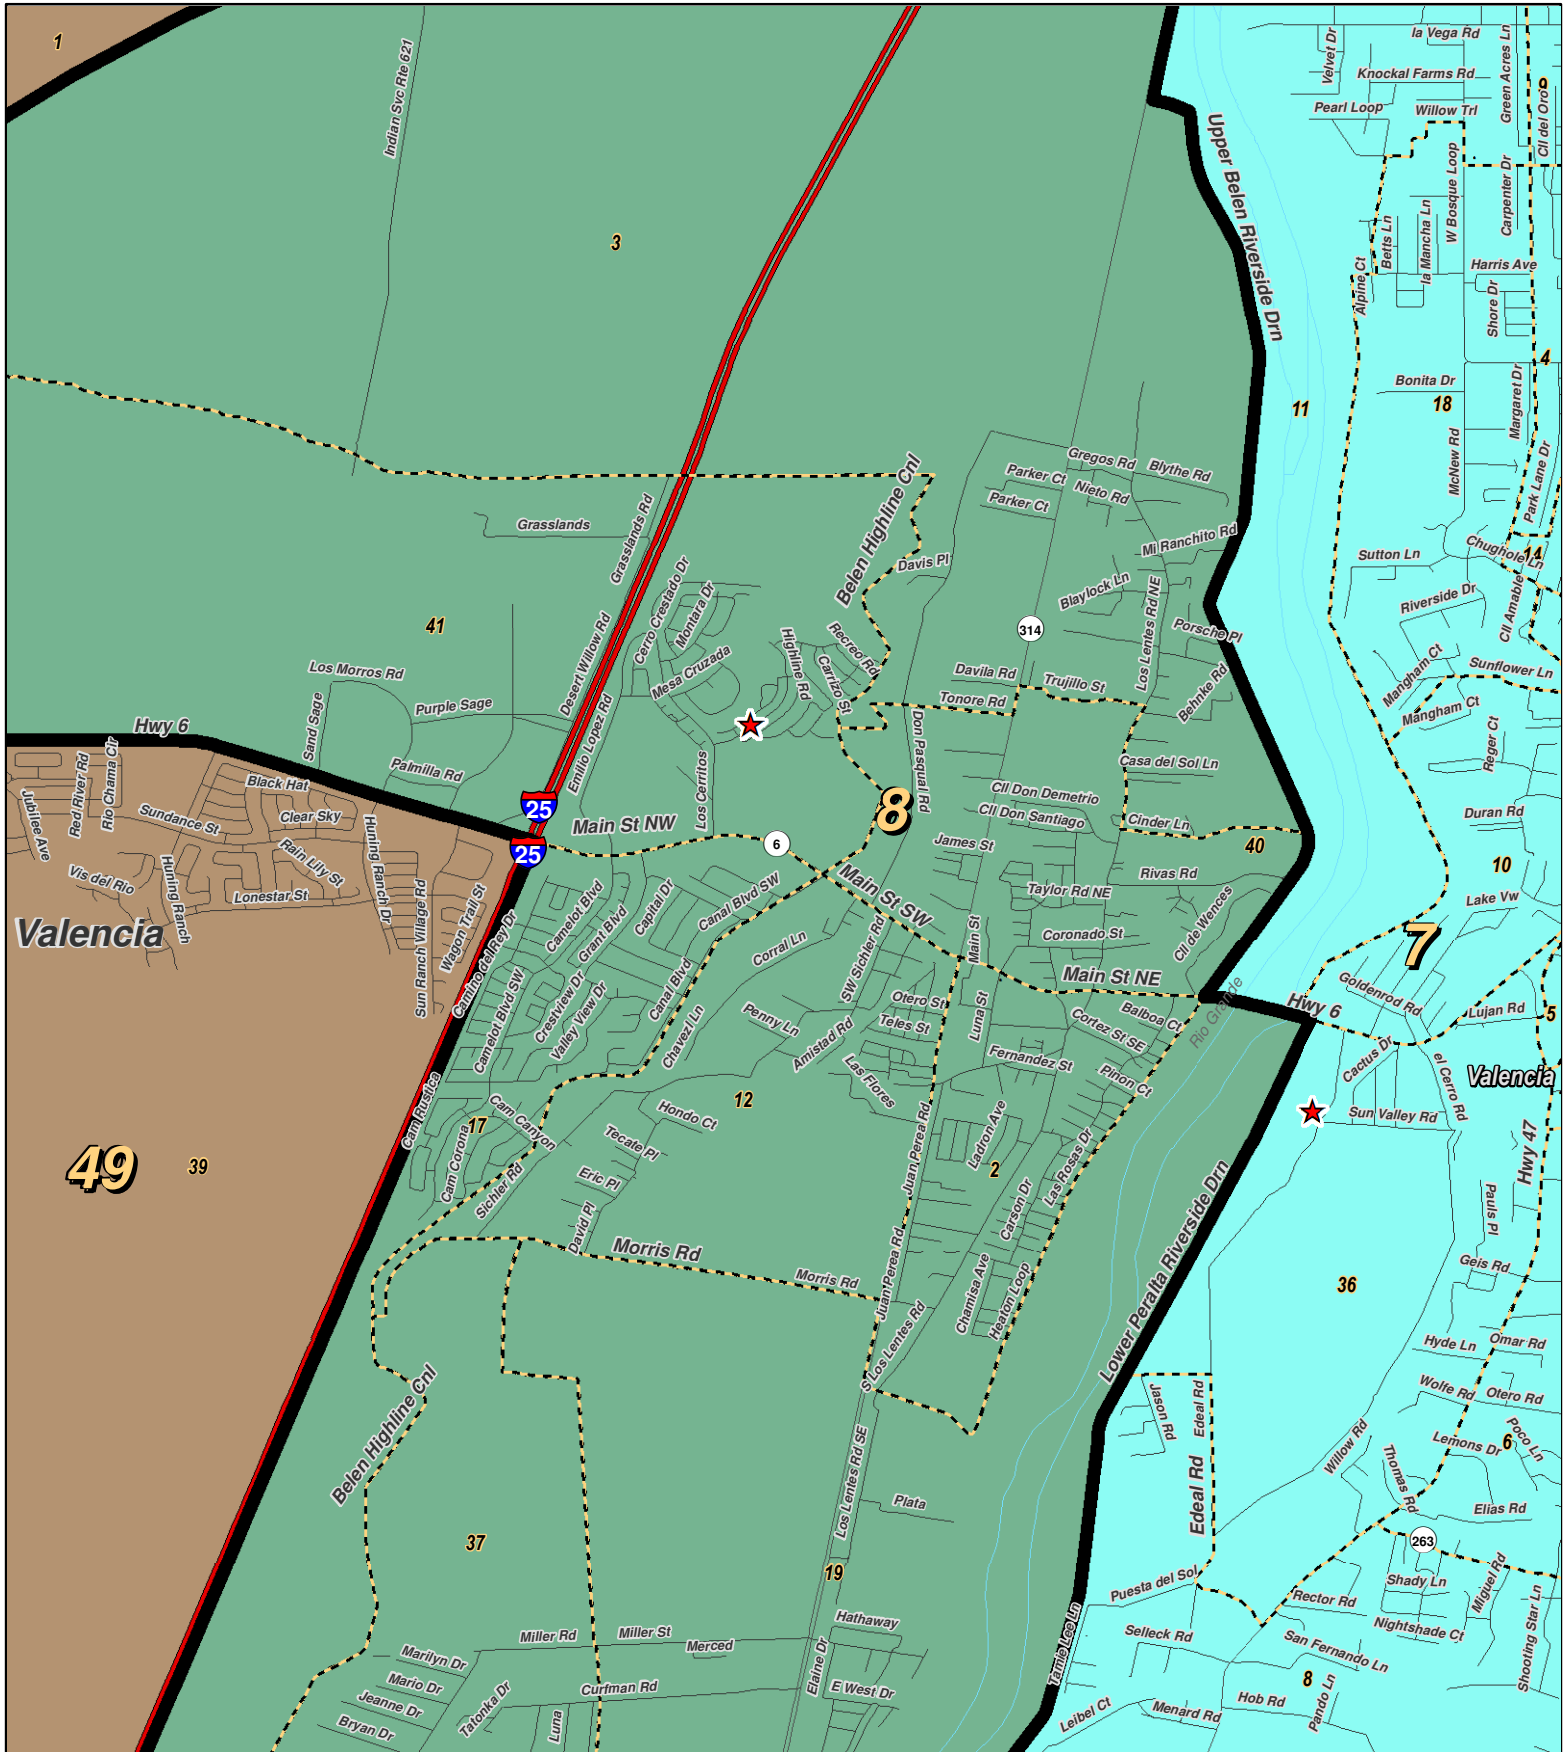 1
Indian Svc Rte 621
3
Upper Belen Riverside Drn
Velvet Dr
la Vega Rd
Green Acres Ln
Knockal Farms Rd
9
Pearl Loop
Willow Trl
Cll del Oro
W Bosque Loop
Carpenter Dr
Betts Ln
la Mancha Ln
Alpine Ct
Harris Ave
Shore Dr
4
Bonita Dr
11
18
Margaret Dr
McNew Rd
Park Lane Dr
Gregos Rd
Blythe Rd
Parker Ct
Nieto Rd
Parker Ct
Belen Highline Cnl
Grasslands
Grasslands Rd
Mi Ranchito Rd
Davis Pl
Sutton Ln
Chughole Ln
14
Blaylock Ln
Los Lentes Rd NE
Riverside Dr
Cll Amable
41
Cerro Crestado Dr
Montara Dr
314
Porsche Pl
Desert Willow Rd
Highline Rd
Recreo Rd
Carrizo St
Mesa Cruzada
Los Morros Rd
Davila Rd
Trujillo St
Behnke Rd
Mangham Ct
Sunflower Ln
Sand Sage
Purple Sage
Emilio Lopez Rd
Tonore Rd
Mangham Ct
Hwy 6
Reger Ct
Palmilla Rd
Los Cerritos
Don Pasqual Rd
Casa del Sol Ln
Jubilee Ave
Red River Rd
Rio Chama Cir
Black Hat
25
8
Cll Don Demetrio
Sundance St
Clear Sky
Main St NW
Cll Don Santiago
Cinder Ln
Duran Rd
25
6
James St
40
Huning Ranch Dr
Rain Lily St
Huning Ranch
Main St SW
Rivas Rd
10
Vis del Rio
Lonestar St
Sun Ranch Village Rd
Wagon Trail St
Camelot Blvd
Grant Blvd
Capital Dr
Canal Blvd SW
Taylor Rd NE
Lake Vw
Valencia
Camino del Rey Dr
Corral Ln
SW Sichler Rd
Main St
Coronado St
Cll de Wences
7
Camelot Blvd SW
Crestview Dr
Valley View Dr
Canal Blvd
Main St NE
Goldenrod Rd
Otero St
Luna St
Balboa Ct
Rio Grande
Hwy 6
Lujan Rd
5
Chavezl Ln
Penny Ln
Amistad Rd
Teles St
Cortez St SE
Cactus Dr
Fernandez St
Pinon Ct
el Cerro Rd
Valencia
Las Flores
Cam Rustica
12
Hondo Ct
Juan Perea Rd
Ladron Ave
Sun Valley Rd
17
Cam Canyon
Tecate Pl
Las Rosas Dr
Hwy 47
49
39
Cam Corona
Sichler Rd
Eric Pl
2
Lower Peralta Riverside Drn
Carson Dr
Pauls Pl
David Pl
Morris Rd
Morris Rd
Juan Perea Rd
Geis Rd
Chamisa Ave
Heaton Loop
36
S Los Lentes Rd
Hyde Ln
Omar Rd
Belen Highline Cnl
Jason Rd
Edeal Rd
Wolfe Rd
Otero Rd
Poco Ln
Willow Rd
Lemons Dr
6
Los Lentes Rd SE
Edeal Rd
Thomas Rd
Plata
Elias Rd
37
263
19
Puesta del Sol
Shady Ln
Miguel Rd
Rector Rd
Shooting Star Ln
Hathaway
Tamie Lee Ln
Nightshade Ct
Miller Rd
Miller St
Merced
Selleck Rd
San Fernando Ln
Marilyn Dr
Elaine Dr
8
Mario Dr
Curfman Rd
E West Dr
Jeanne Dr
Tatonka Dr
Hob Rd
Pando Ln
Bryan Dr
Luna
Leibel Ct
Menard Rd